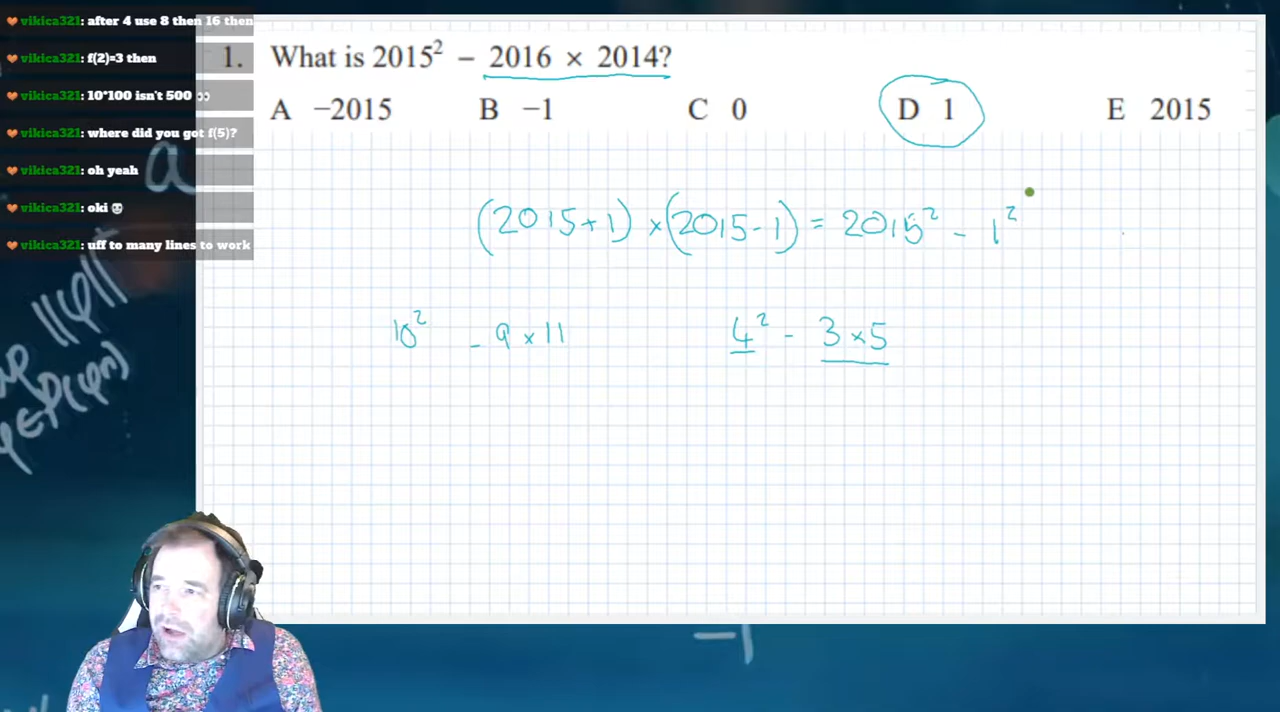 vikica321: after 4 use 8 then 16 then
vikica321: f(2)=3 then
vikica321: 10*100 isn't 500 👀
vikica321: where did you got f(5)?
vikica321: oh yeah
vikica321: oki 💀
vikica321: uff to many lines to work
1. What is 2015² – 2016 × 2014?
A −2015 B −1 C 0 D 1 E 2015
(2015+1) × (2015-1) = 2015² - 1²
10² - 9 × 11 4² - 3 × 5
a
||φ||
φ∈P(φn)
-1